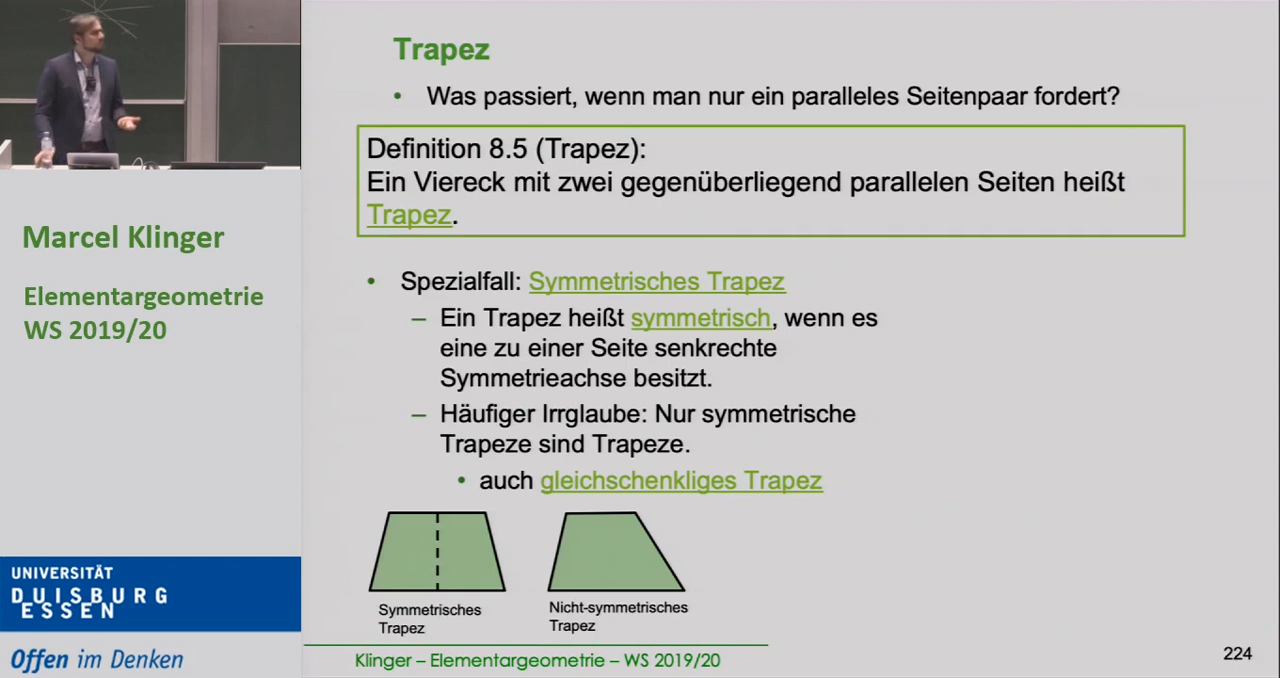 Trapez
• Was passiert, wenn man nur ein paralleles Seitenpaar fordert?
Definition 8.5 (Trapez):
Ein Viereck mit zwei gegenüberliegend parallelen Seiten heißt
Trapez.
• Spezialfall: Symmetrisches Trapez
– Ein Trapez heißt symmetrisch, wenn es
eine zu einer Seite senkrechte
Symmetrieachse besitzt.
– Häufiger Irrglaube: Nur symmetrische
Trapeze sind Trapeze.
• auch gleichschenkliges Trapez
Symmetrisches
Trapez
Nicht-symmetrisches
Trapez
Klinger – Elementargeometrie – WS 2019/20
224
Marcel Klinger
Elementargeometrie
WS 2019/20
UNIVERSITÄT
DUISBURG
ESSEN
Offen im Denken